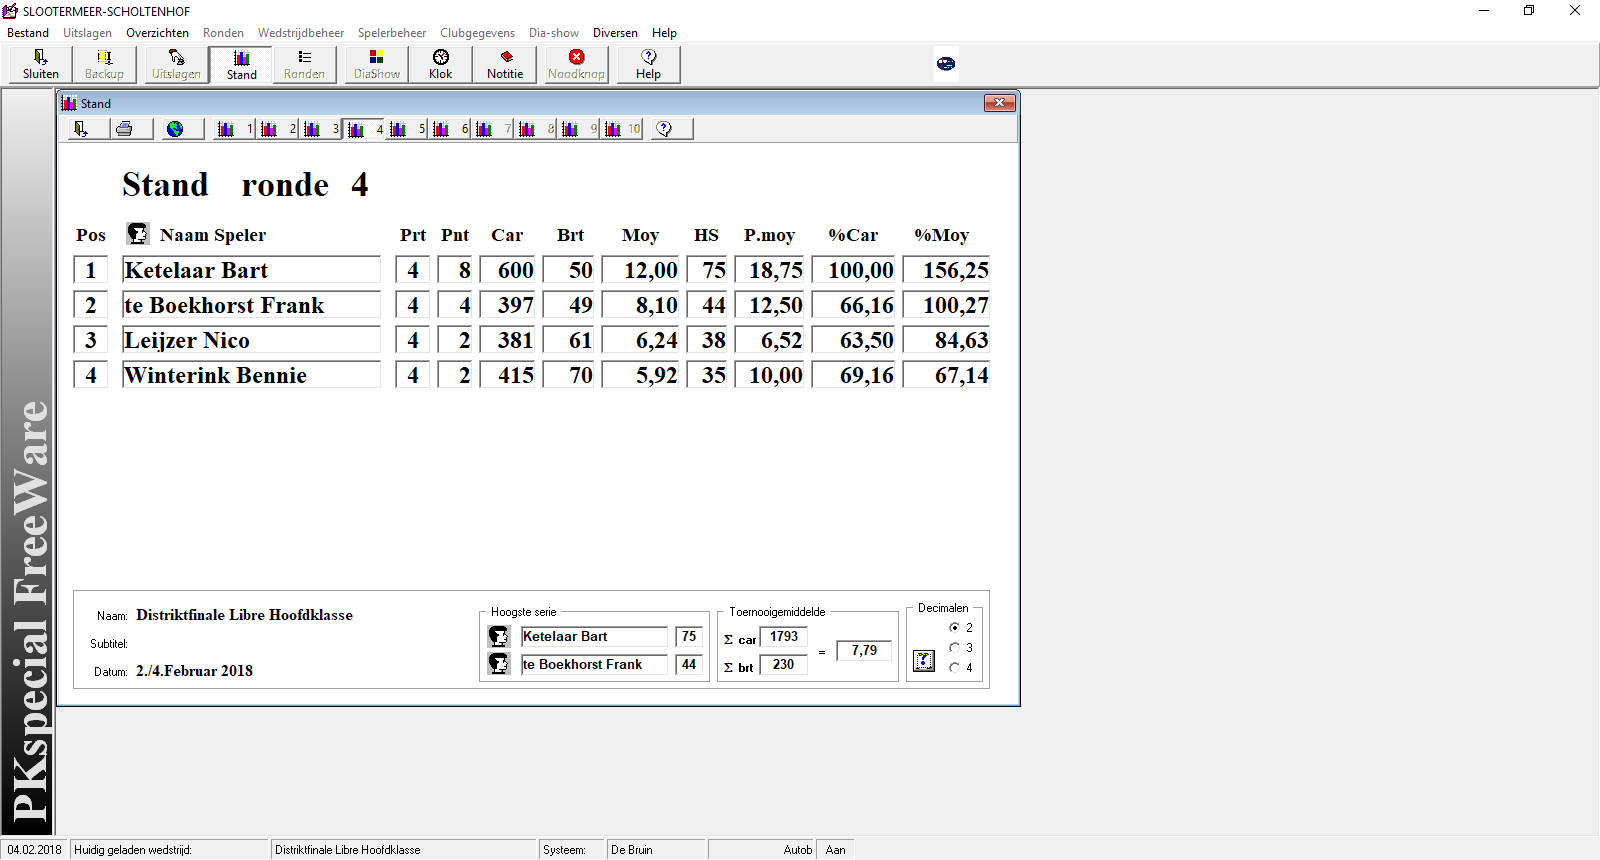 SLOOTERMEER-SCHOLTENHOF
Bestand Uitslagen Overzichten Ronden Wedstrijdbeheer Spelerbeheer Clubgegevens Dia-show Diversen Help
Sluiten Backup Uitslagen Stand Ronden DiaShow Klok Notitie Noodknop Help
Stand
1 2 3 4 5 6 7 8 9 10
Stand ronde 4
Pos Naam Speler Prt Pnt Car Brt Moy HS P.moy %Car %Moy
1 Ketelaar Bart 4 8 600 50 12,00 75 18,75 100,00 156,25
2 te Boekhorst Frank 4 4 397 49 8,10 44 12,50 66,16 100,27
3 Leijzer Nico 4 2 381 61 6,24 38 6,52 63,50 84,63
4 Winterink Bennie 4 2 415 70 5,92 35 10,00 69,16 67,14
PKspecial FreeWare
Naam: Distriktfinale Libre Hoofdklasse
Subtitel:
Datum: 2./4.Februar 2018
Hoogste serie
Ketelaar Bart 75
te Boekhorst Frank 44
Toernooigemiddelde
Σ car 1793
Σ brt 230
= 7,79
Decimalen
2
3
4
04.02.2018 Huidig geladen wedstrijd: Distriktfinale Libre Hoofdklasse Systeem: De Bruin Autob Aan